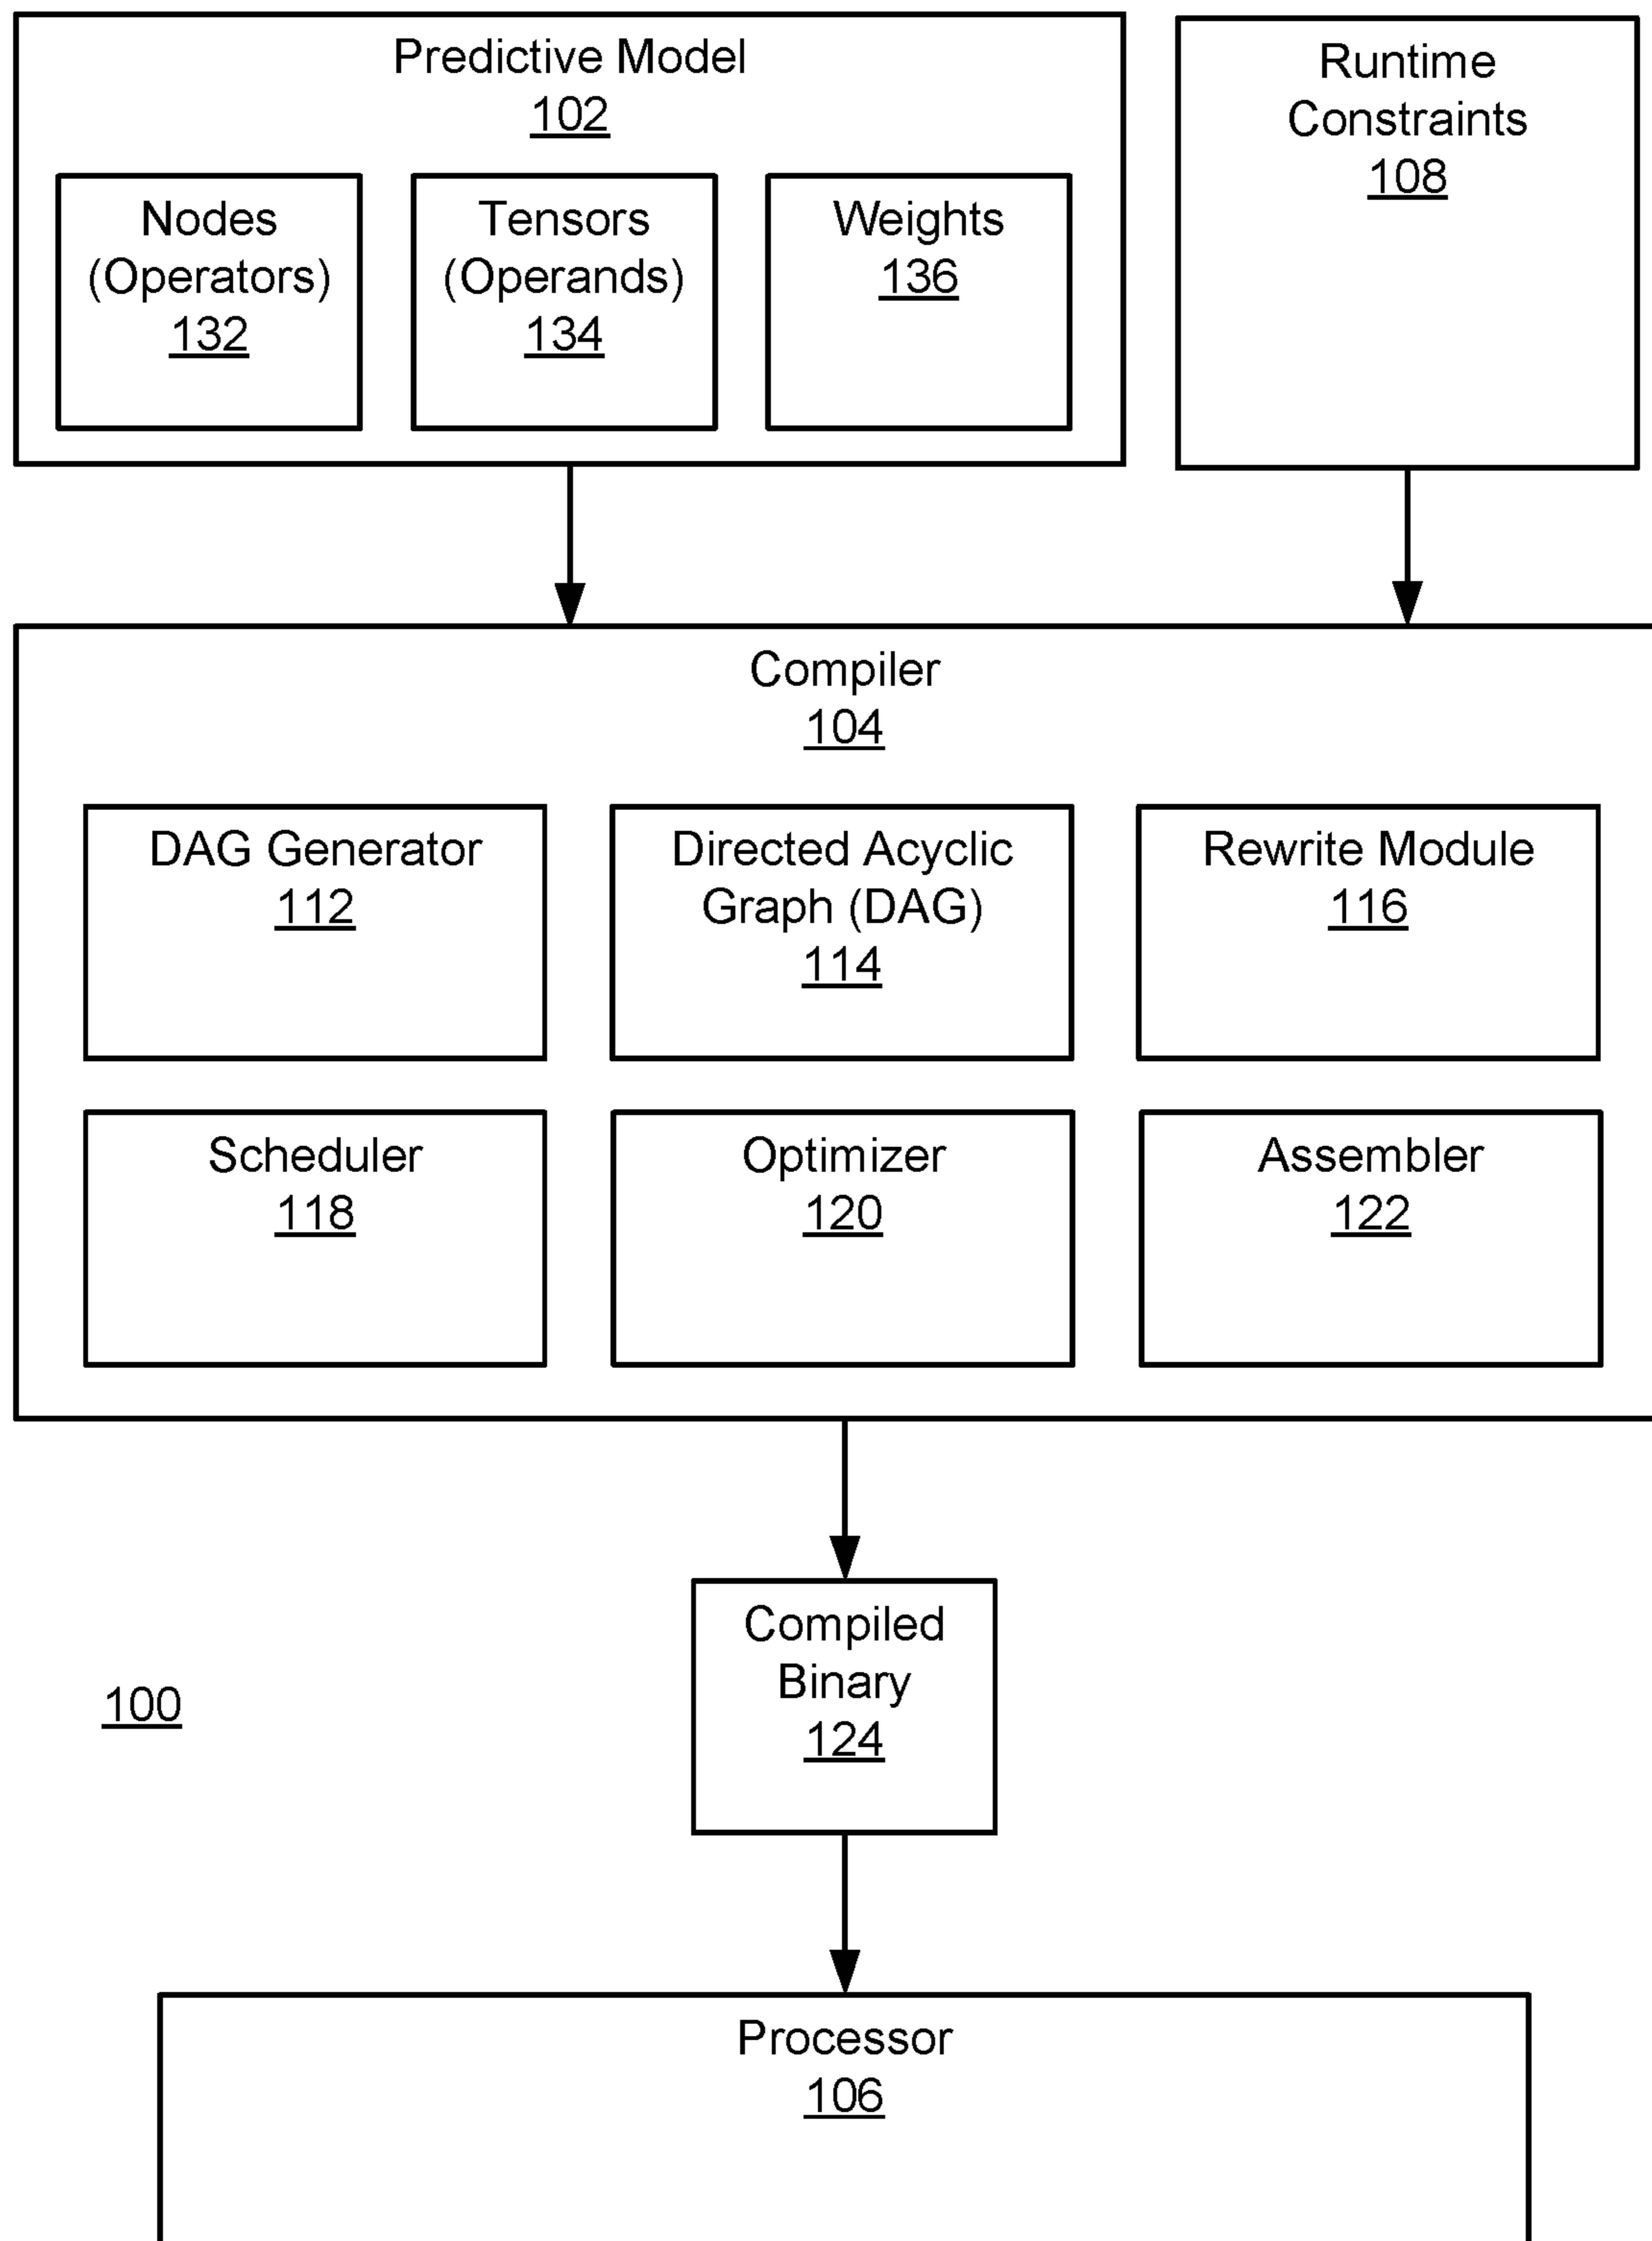 Predictive Model
102
Nodes
(Operators)
132
Tensors
(Operands)
134
Weights
136
Runtime
Constraints
108
Compiler
104
DAG Generator
112
Directed Acyclic
Graph (DAG)
114
Rewrite Module
116
Scheduler
118
Optimizer
120
Assembler
122
Compiled
Binary
124
100
Processor
106